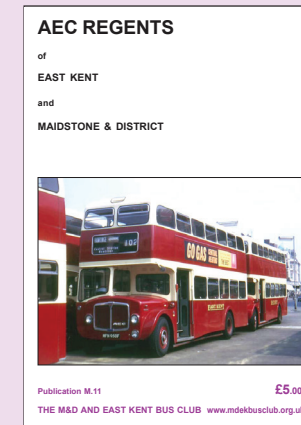 AEC REGENTS
of
EAST KENT
and
MAIDSTONE & DISTRICT
GO GAS
Publication M.11
£5.00
THE M&D AND EAST KENT BUS CLUB www.mdekbusclub.org.uk